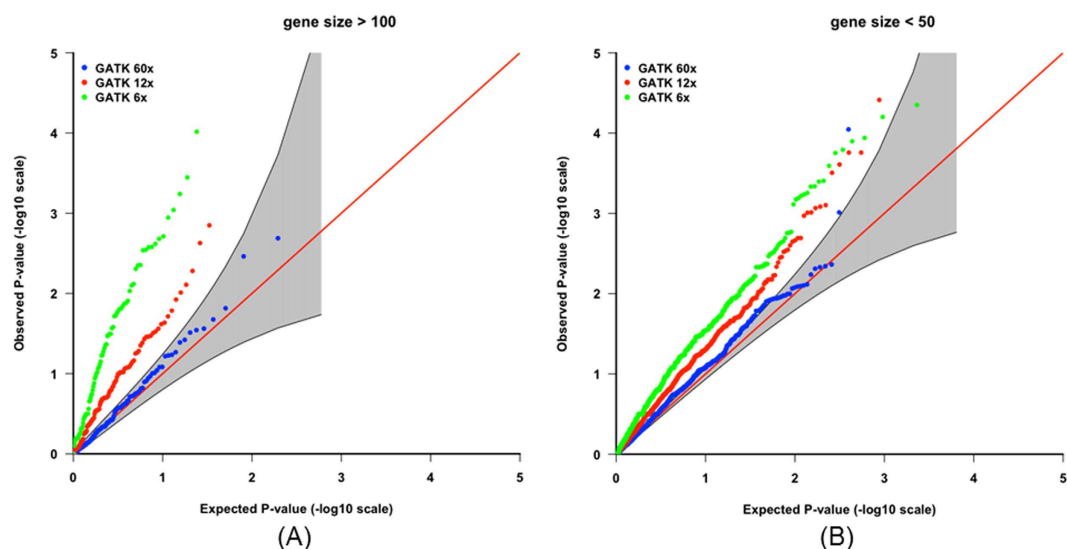 gene size > 100
5
4
3
2
1
0
Observed P-value (-log10 scale)
GATK 60x
GATK 12x
GATK 6x
0 1 2 3 4 5
Expected P-value (-log10 scale)
(A)
gene size < 50
5
4
3
2
1
0
Observed P-value (-log10 scale)
GATK 60x
GATK 12x
GATK 6x
0 1 2 3 4 5
Expected P-value (-log10 scale)
(B)